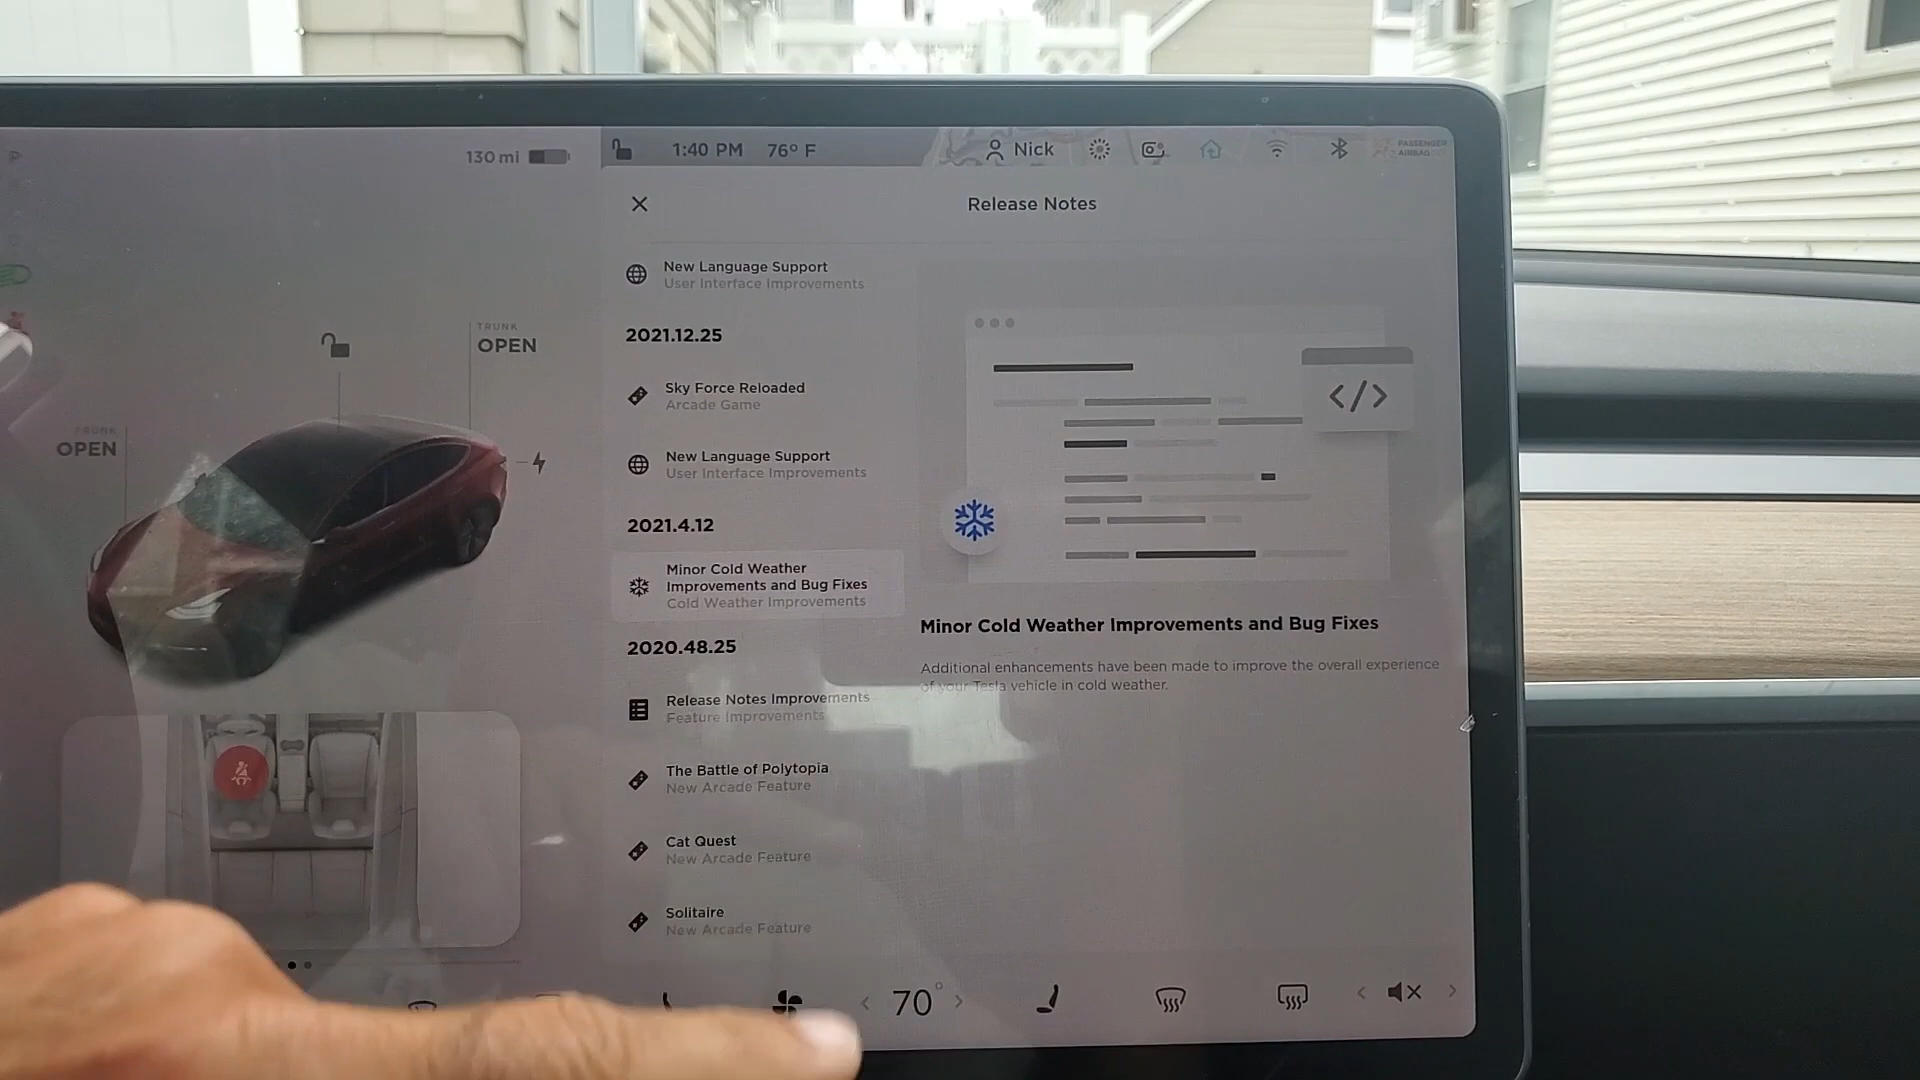 130 mi
1:40 PM 76° F
Nick
PASSENGER
AIRBAG
Release Notes
TRUNK
OPEN
FRUNK
OPEN
New Language Support
User Interface Improvements
2021.12.25
Sky Force Reloaded
Arcade Game
New Language Support
User Interface Improvements
2021.4.12
Minor Cold Weather
Improvements and Bug Fixes
Cold Weather Improvements
2020.48.25
Release Notes Improvements
Feature Improvements
The Battle of Polytopia
New Arcade Feature
Cat Quest
New Arcade Feature
Solitaire
New Arcade Feature
</>
Minor Cold Weather Improvements and Bug Fixes
Additional enhancements have been made to improve the overall experience
of your Tesla vehicle in cold weather.
70°